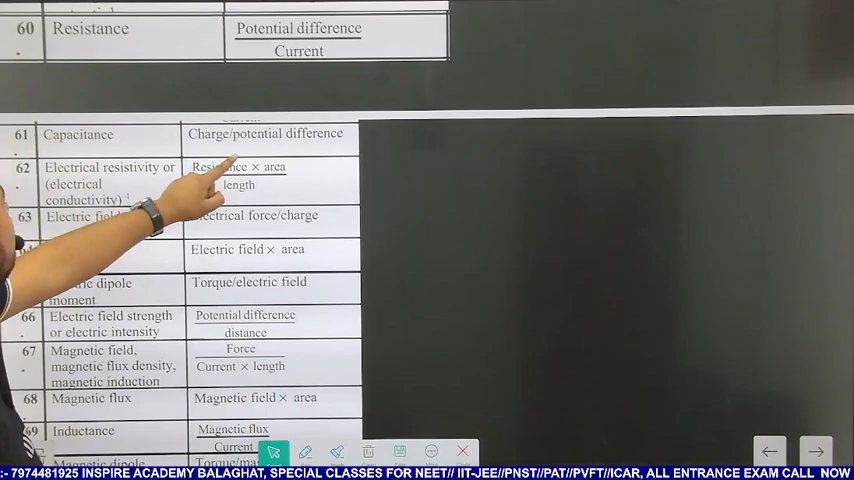 60 Resistance Potential difference
. Current
61 Capacitance Charge/potential difference
.
62 Electrical resistivity or × area
. (electrical length
conductivity)⁻¹
63 Electric force/charge
.
Electric field × area
dipole Torque/electric field
moment
66 Electric field strength Potential difference
. or electric intensity distance
67 Magnetic field, Force
. magnetic flux density, Current × length
magnetic induction
68 Magnetic flux Magnetic field × area
.
69 Inductance Magnetic flux
Current
Magnetic dipole
:- 7974481925 INSPIRE ACADEMY BALAGHAT, SPECIAL CLASSES FOR NEET// IIT-JEE//PNST//PAT//PVFT//ICAR, ALL ENTRANCE EXAM CALL NOW